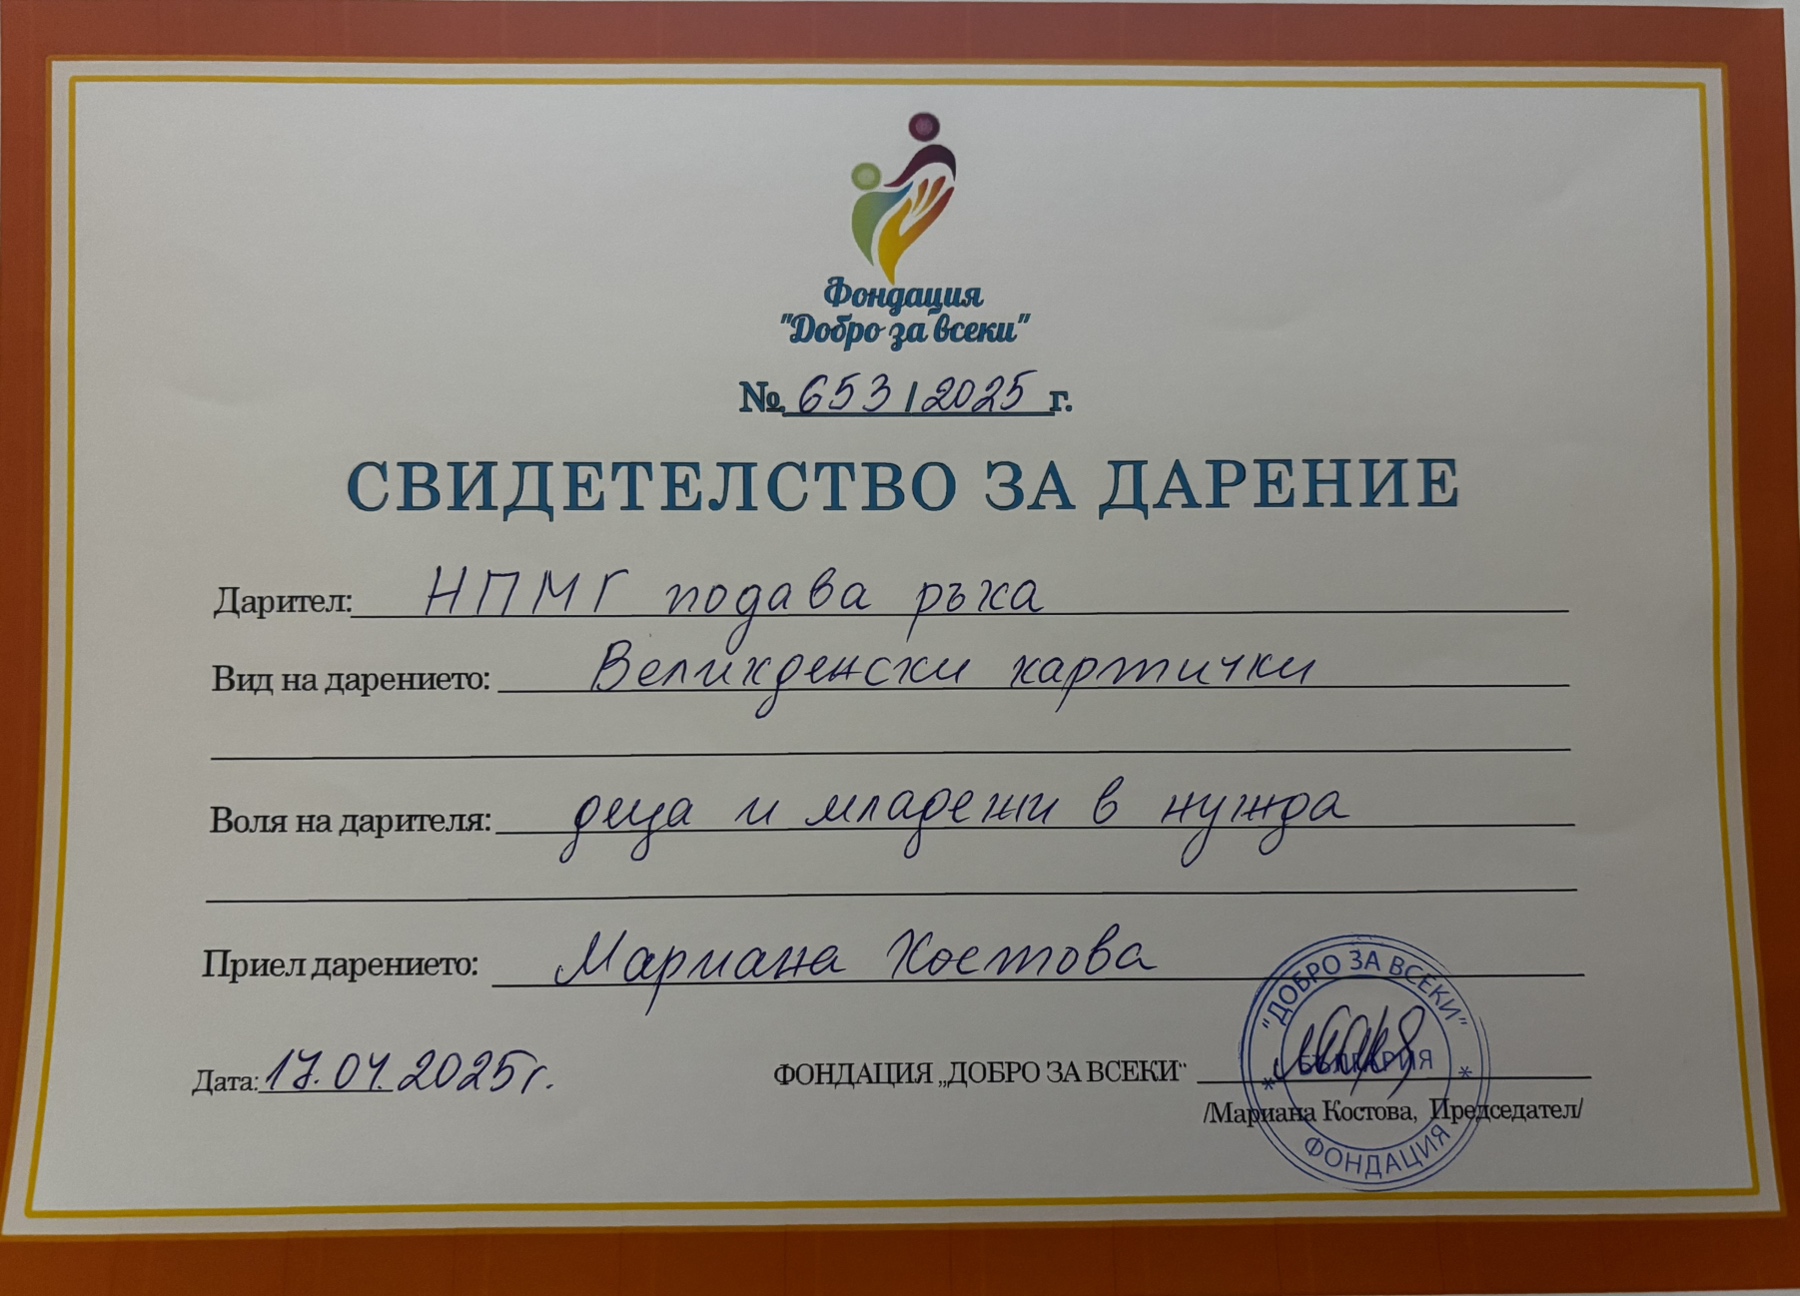 Фондация
"Добро за всеки"
№ 653 / 2025 г.
СВИДЕТЕЛСТВО ЗА ДАРЕНИЕ
Дарител: НПМГ подава ръка
Вид на дарението: Великденски картички
Воля на дарителя: деца и младежи в нужда
Приел дарението: Мариана Костова
Дата: 17.04.2025г.
ФОНДАЦИЯ „ДОБРО ЗА ВСЕКИ“
/Мариана Костова, Председател/
"ДОБРО ЗА ВСЕКИ"
* БЪЛГАРИЯ *
ФОНДАЦИЯ